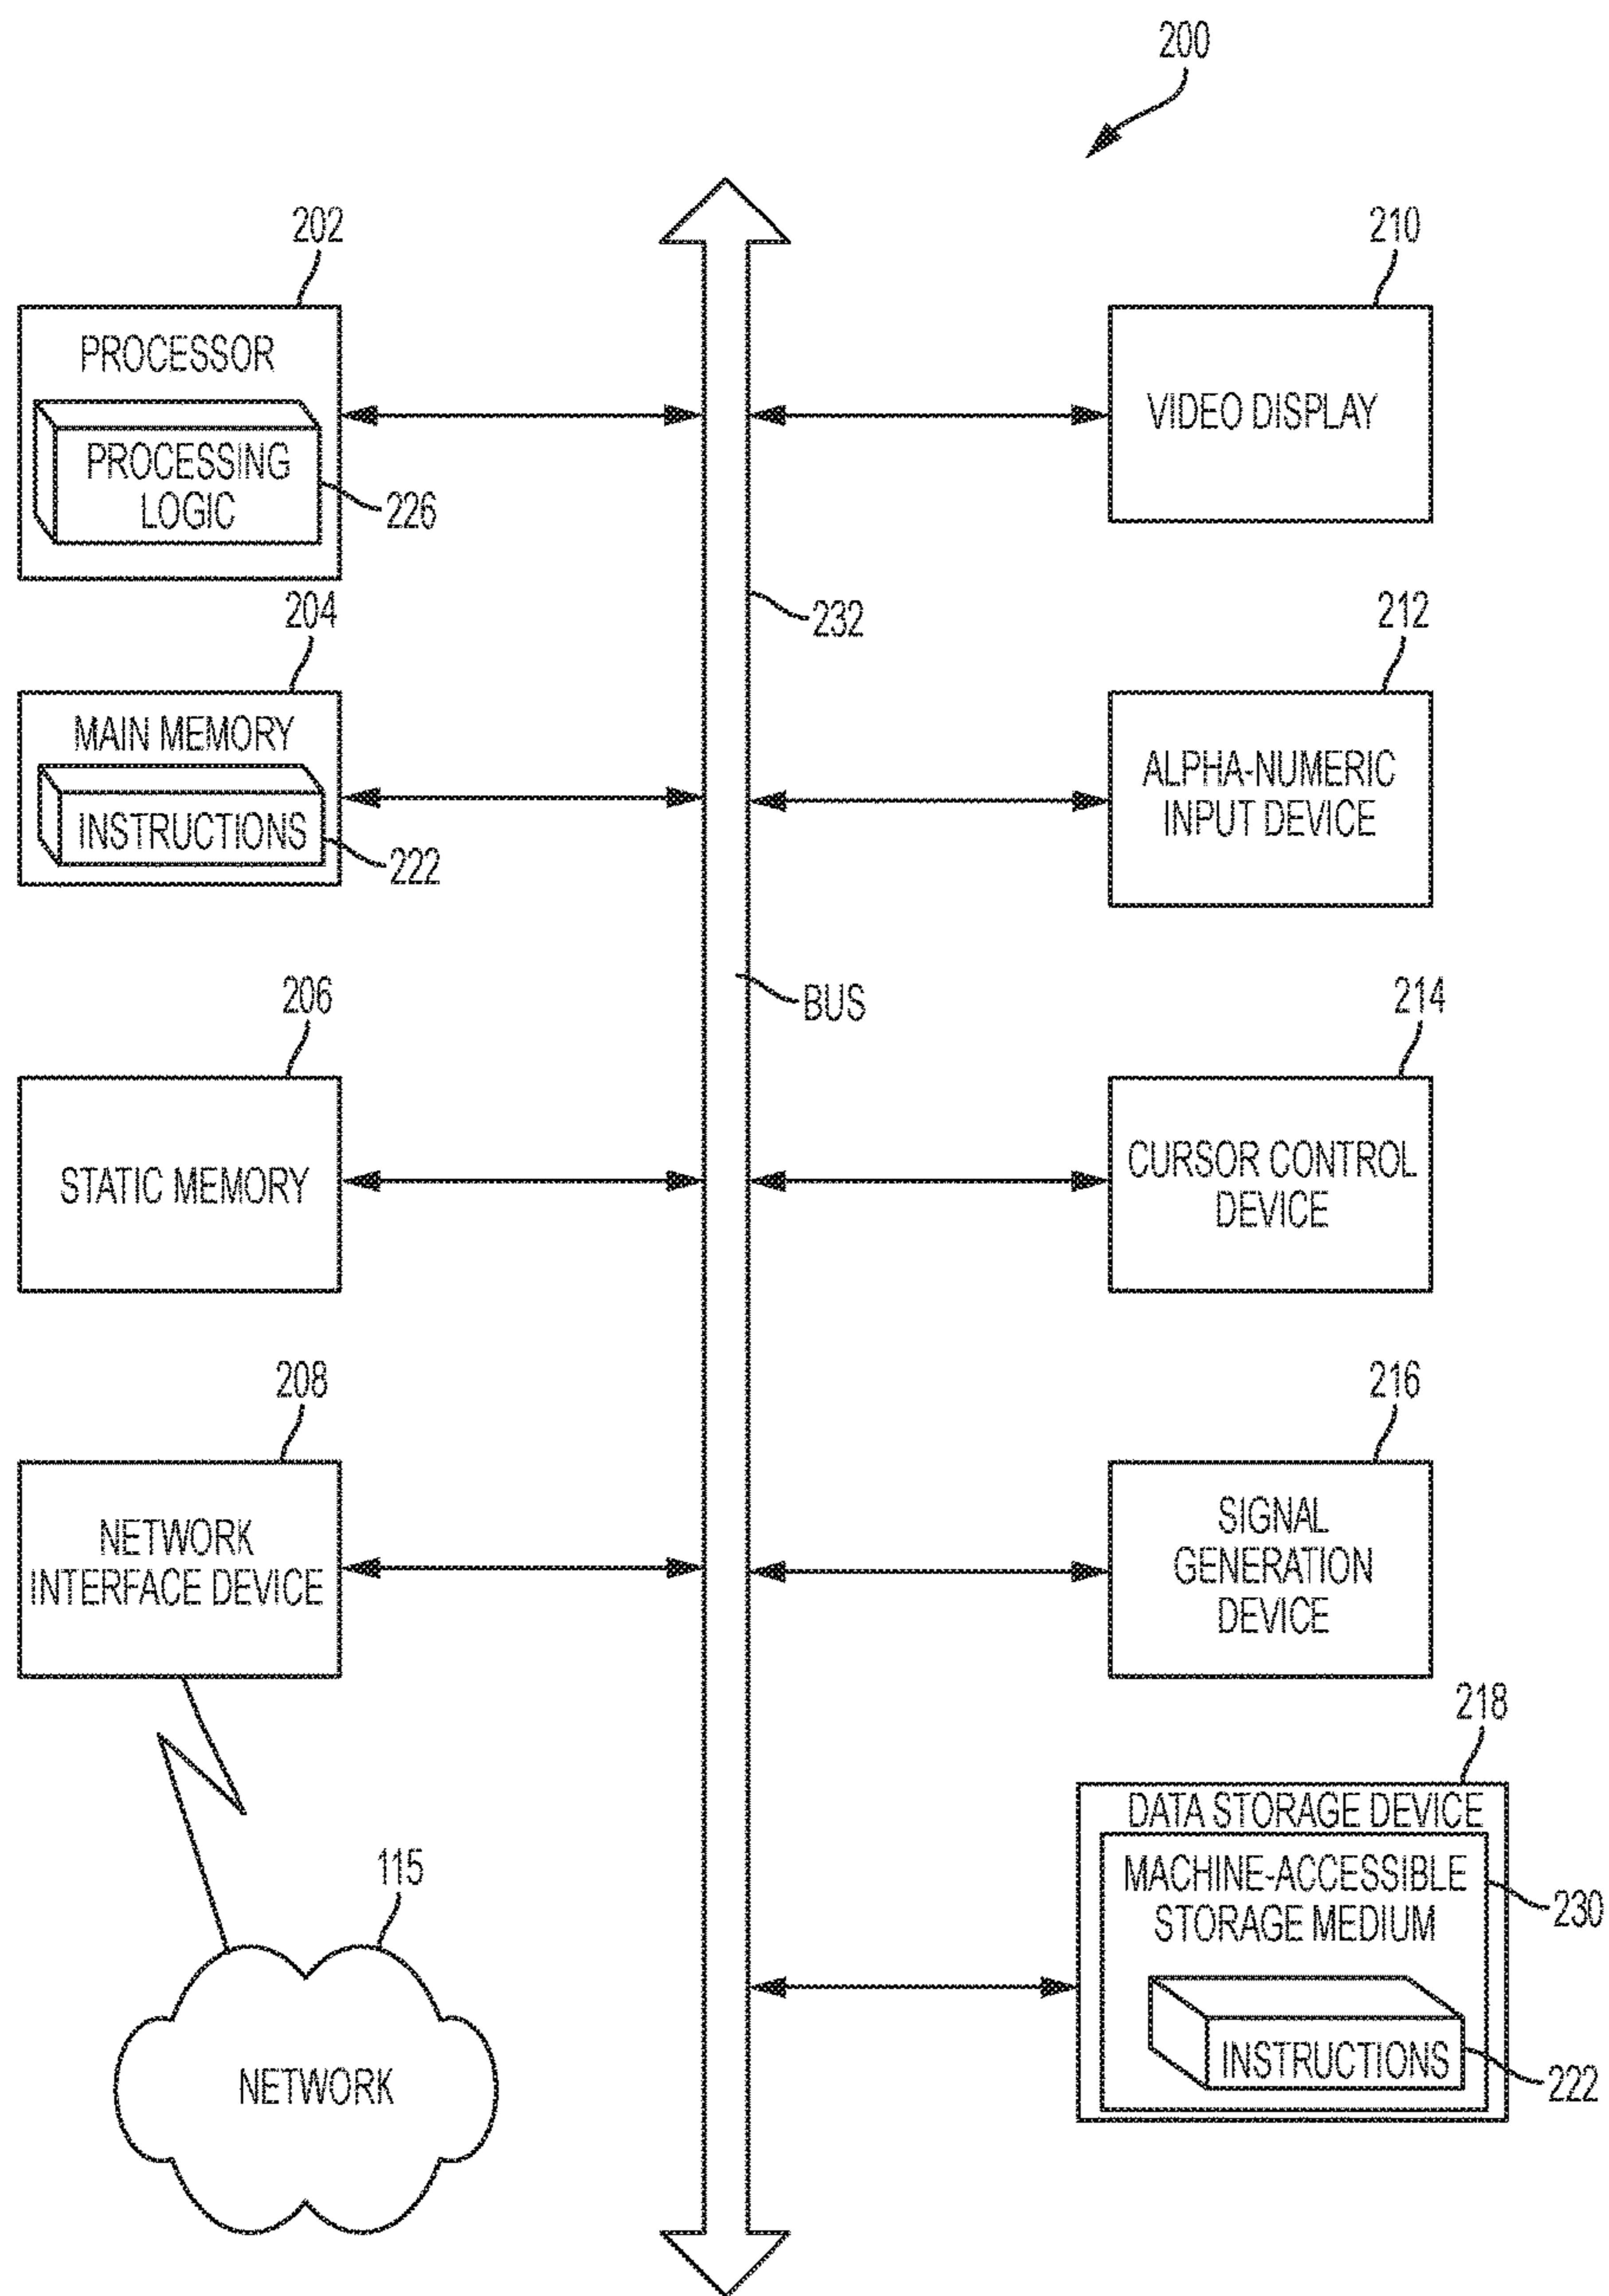 200
202
PROCESSOR
PROCESSING
LOGIC
226
204
MAIN MEMORY
INSTRUCTIONS
222
206
STATIC MEMORY
208
NETWORK
INTERFACE DEVICE
115
NETWORK
232
BUS
210
VIDEO DISPLAY
212
ALPHA-NUMERIC
INPUT DEVICE
214
CURSOR CONTROL
DEVICE
216
SIGNAL
GENERATION
DEVICE
218
DATA STORAGE DEVICE
MACHINE-ACCESSIBLE
STORAGE MEDIUM
230
INSTRUCTIONS
222